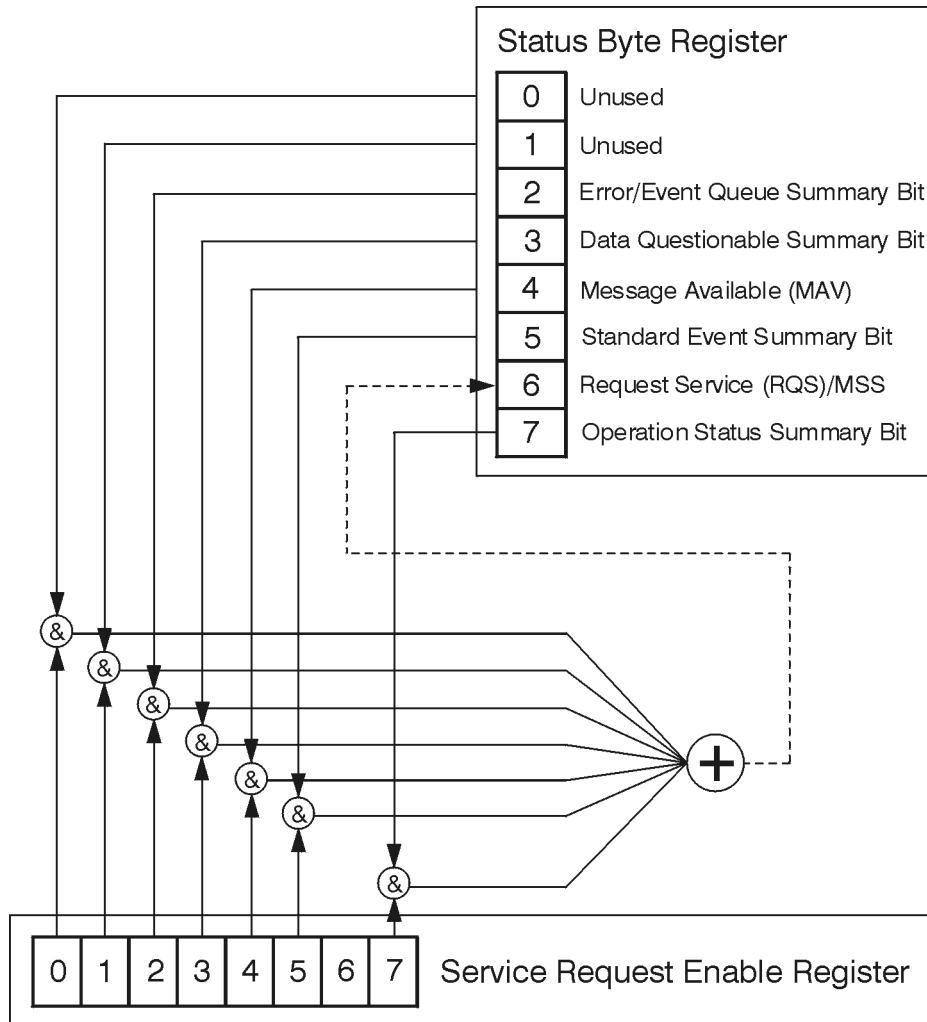 Status Byte Register
0 Unused
1 Unused
2 Error/Event Queue Summary Bit
3 Data Questionable Summary Bit
4 Message Available (MAV)
5 Standard Event Summary Bit
6 Request Service (RQS)/MSS
7 Operation Status Summary Bit
&
&
&
&
&
&
&
+
0 1 2 3 4 5 6 7 Service Request Enable Register